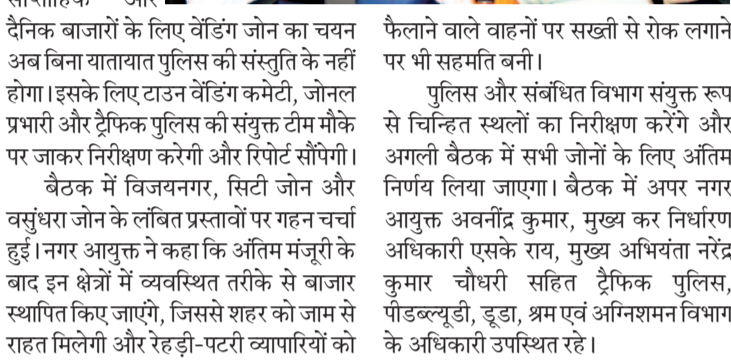 दैनिक बाजारों के लिए वेंडिंग जोन का चयन
अब बिना यातायात पुलिस की संस्तुति के नहीं
होगा।इसके लिए टाउन वेंडिंग कमेटी, जोनल
प्रभारी और ट्रैफिक पुलिस की संयुक्त टीम मौके
पर जाकर निरीक्षण करेगी और रिपोर्ट सौंपेगी।
बैठक में विजयनगर, सिटी जोन और
वसुंधरा जोन के लंबित प्रस्तावों पर गहन चर्चा
हुई।नगर आयुक्त ने कहा कि अंतिम मंजूरी के
बाद इन क्षेत्रों में व्यवस्थित तरीके से बाजार
स्थापित किए जाएंगे, जिससे शहर को जाम से
राहत मिलेगी और रेहड़ी-पटरी व्यापारियों को
फैलाने वाले वाहनों पर सख्ती से रोक लगाने
पर भी सहमति बनी।
पुलिस और संबंधित विभाग संयुक्त रूप
से चिन्हित स्थलों का निरीक्षण करेंगे और
अगली बैठक में सभी जोनों के लिए अंतिम
निर्णय लिया जाएगा। बैठक में अपर नगर
आयुक्त अवनींद्र कुमार, मुख्य कर निर्धारण
अधिकारी एसके राय, मुख्य अभियंता नरेंद्र
कुमार चौधरी सहित ट्रैफिक पुलिस,
पीडब्ल्यूडी, डूडा, श्रम एवं अग्निशमन विभाग
के अधिकारी उपस्थित रहे।